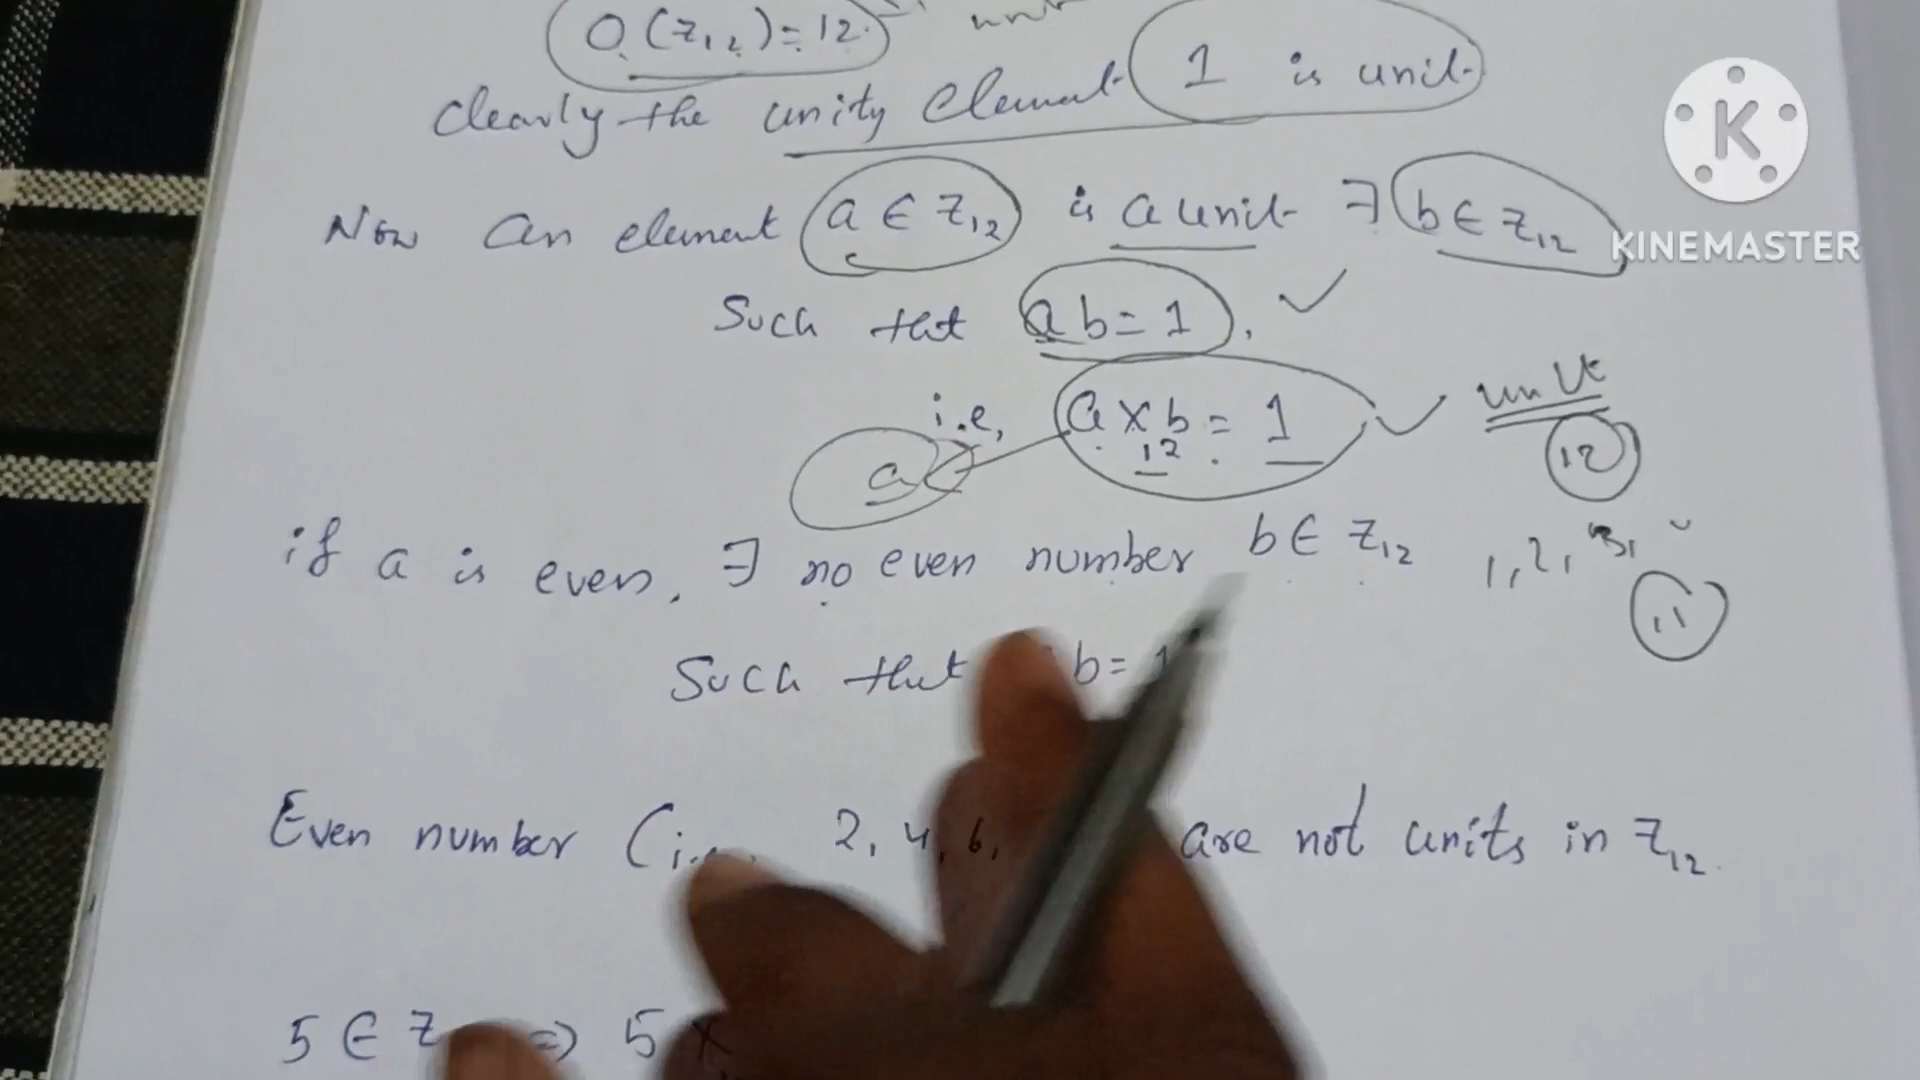 O(Z12)=12.
clearly the unity element 1 is unit
K
KINEMASTER
Now an element a ∈ Z12 is a unit ∃ b ∈ Z12
Such that ab = 1.
i.e, a ×12 b = 1
unit
12
a
if a is even, ∃ no even number b ∈ Z12
1, 2, 3,
11
Such that b = 1
Even number (i.e. 2, 4, 6, are not units in Z12.
5 ∈ Z ⇒ 5 ×